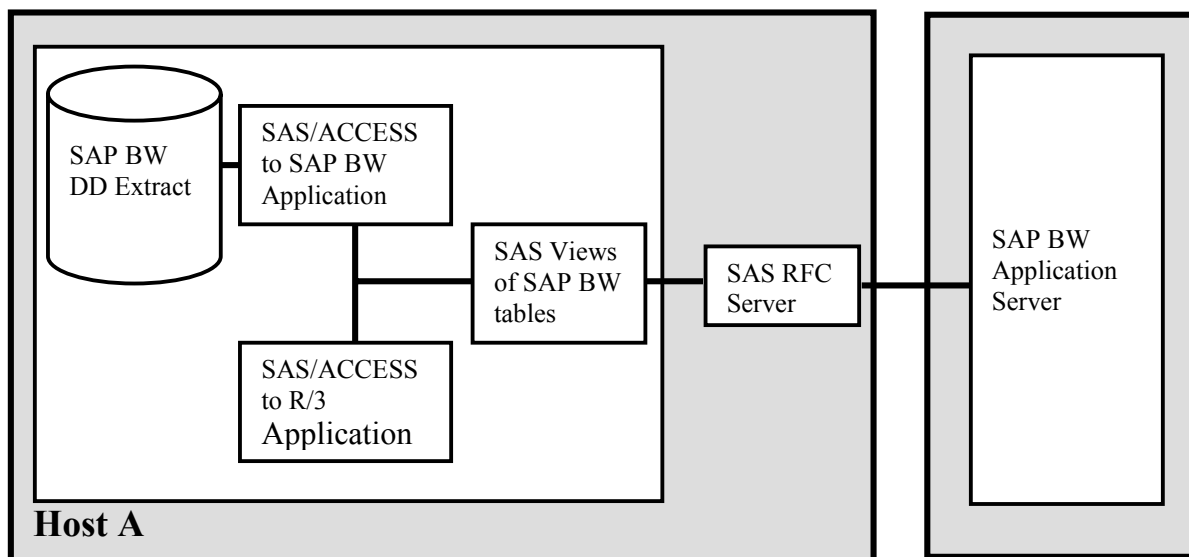 SAP BW
DD Extract
SAS/ACCESS
to SAP BW
Application
SAS/ACCESS
to R/3
Application
SAS Views
of SAP BW
tables
SAS RFC
Server
SAP BW
Application
Server
Host A